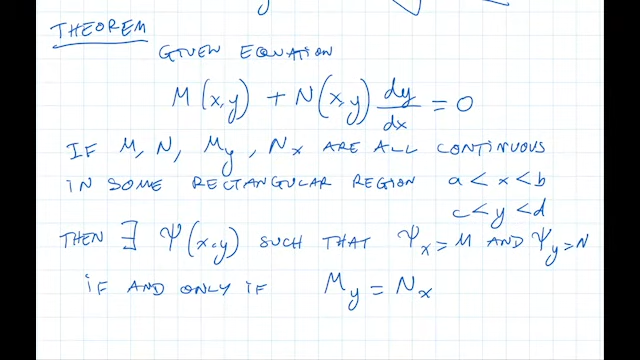 THEOREM
GIVEN EQUATION
M(x,y) + N(x,y) dy/dx = 0
IF M, N, My, Nx ARE ALL CONTINUOUS
IN SOME RECTANGULAR REGION a < x < b
c < y < d
THEN ∃ Ψ(x,y) SUCH THAT Ψx = M AND Ψy = N
IF AND ONLY IF My = Nx